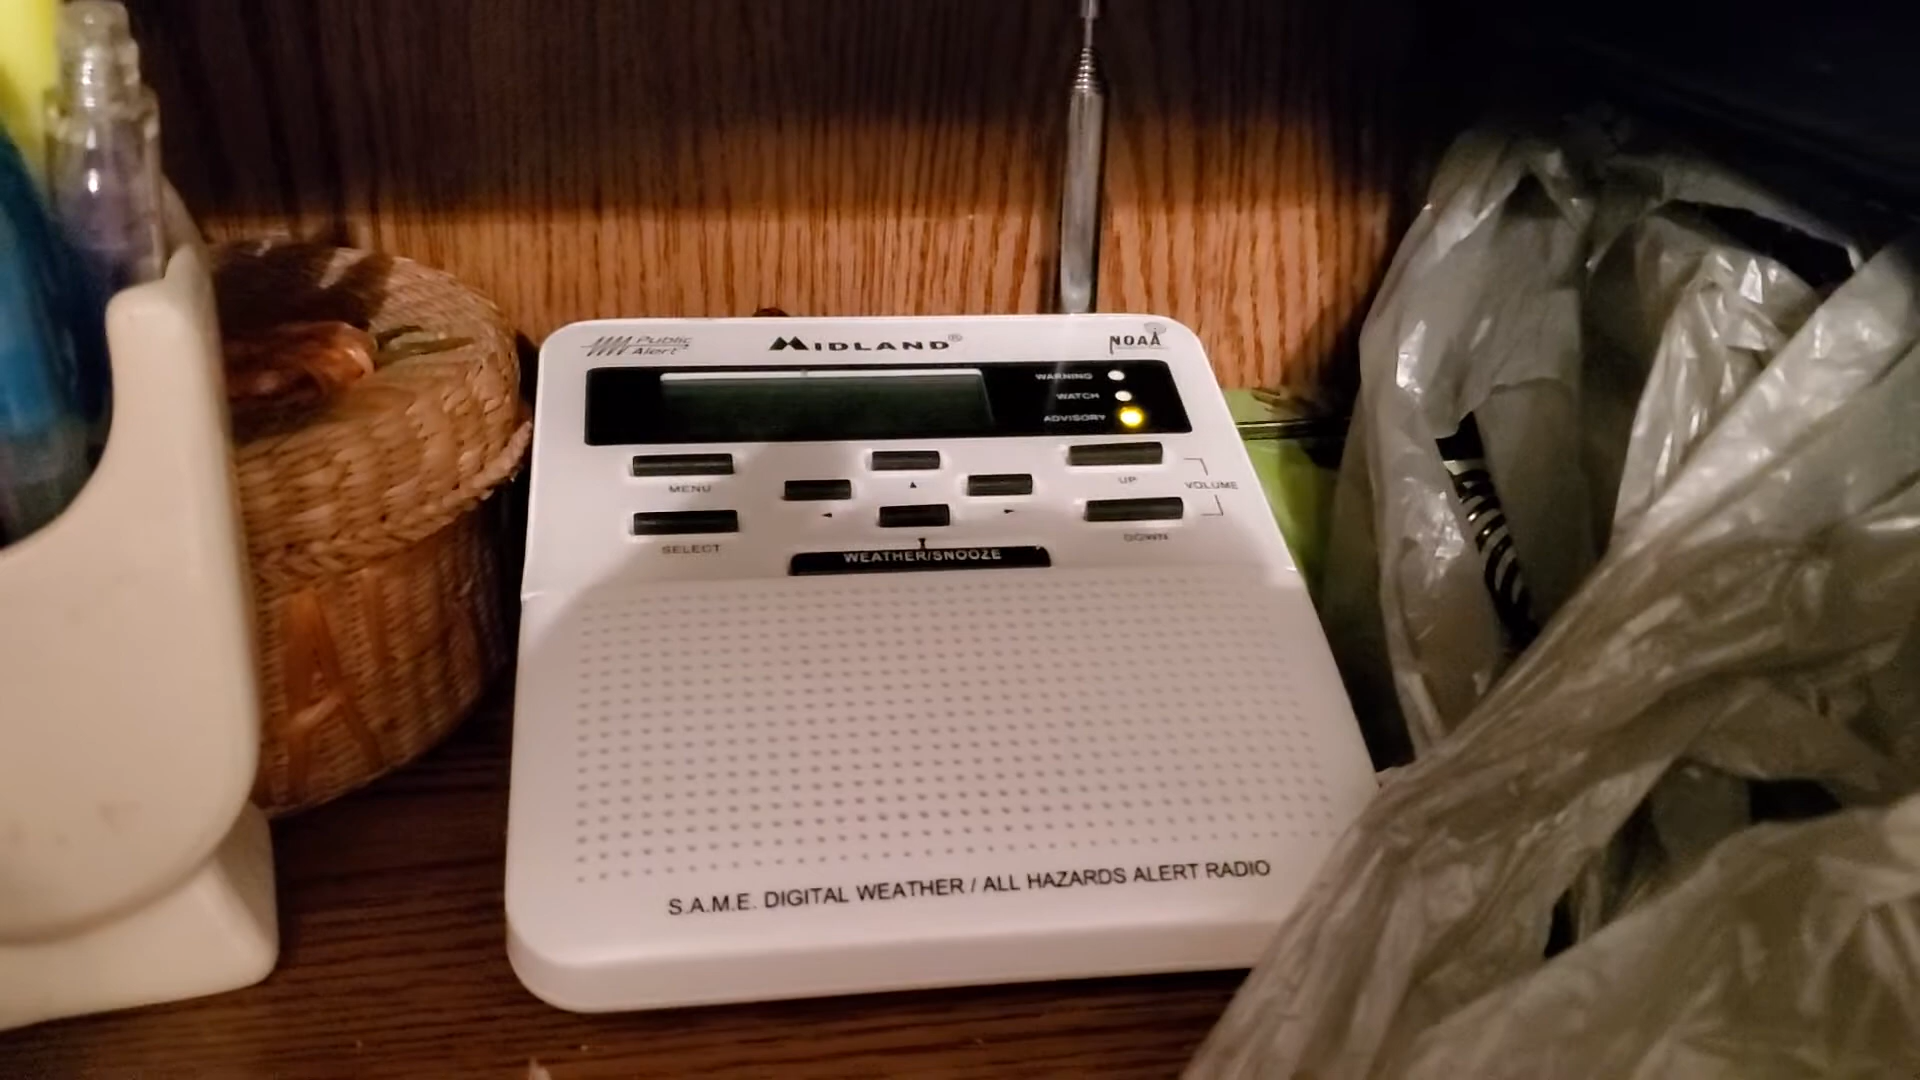 Public
Alert
MIDLAND®
NOAA
WARNING
WATCH
ADVISORY
MENU
UP
VOLUME
SELECT
DOWN
WEATHER/SNOOZE
S.A.M.E. DIGITAL WEATHER / ALL HAZARDS ALERT RADIO